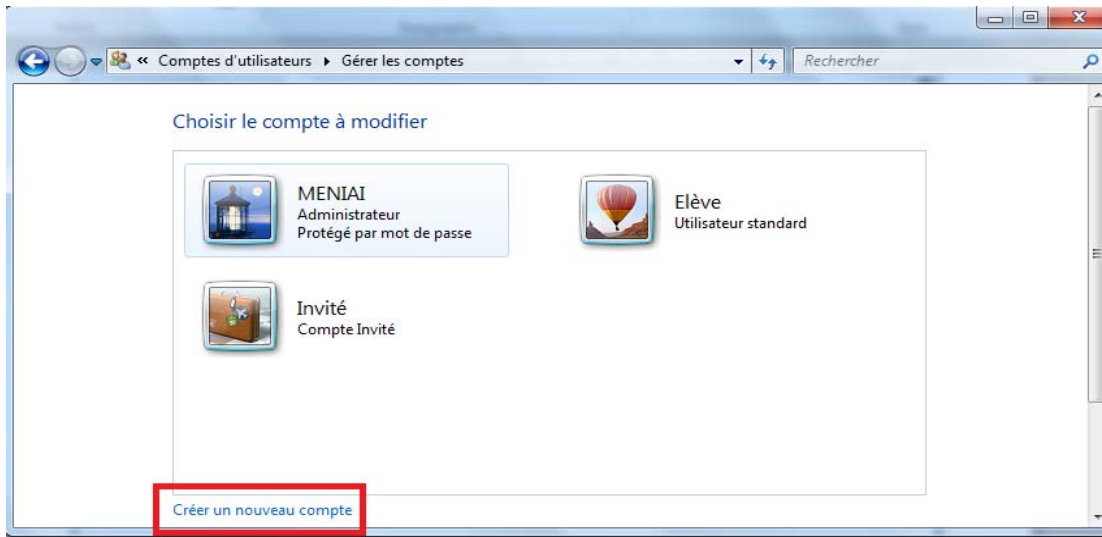 « Comptes d'utilisateurs ▸ Gérer les comptes
Rechercher
Choisir le compte à modifier
MENIAI
Administrateur
Protégé par mot de passe
Elève
Utilisateur standard
Invité
Compte Invité
Créer un nouveau compte